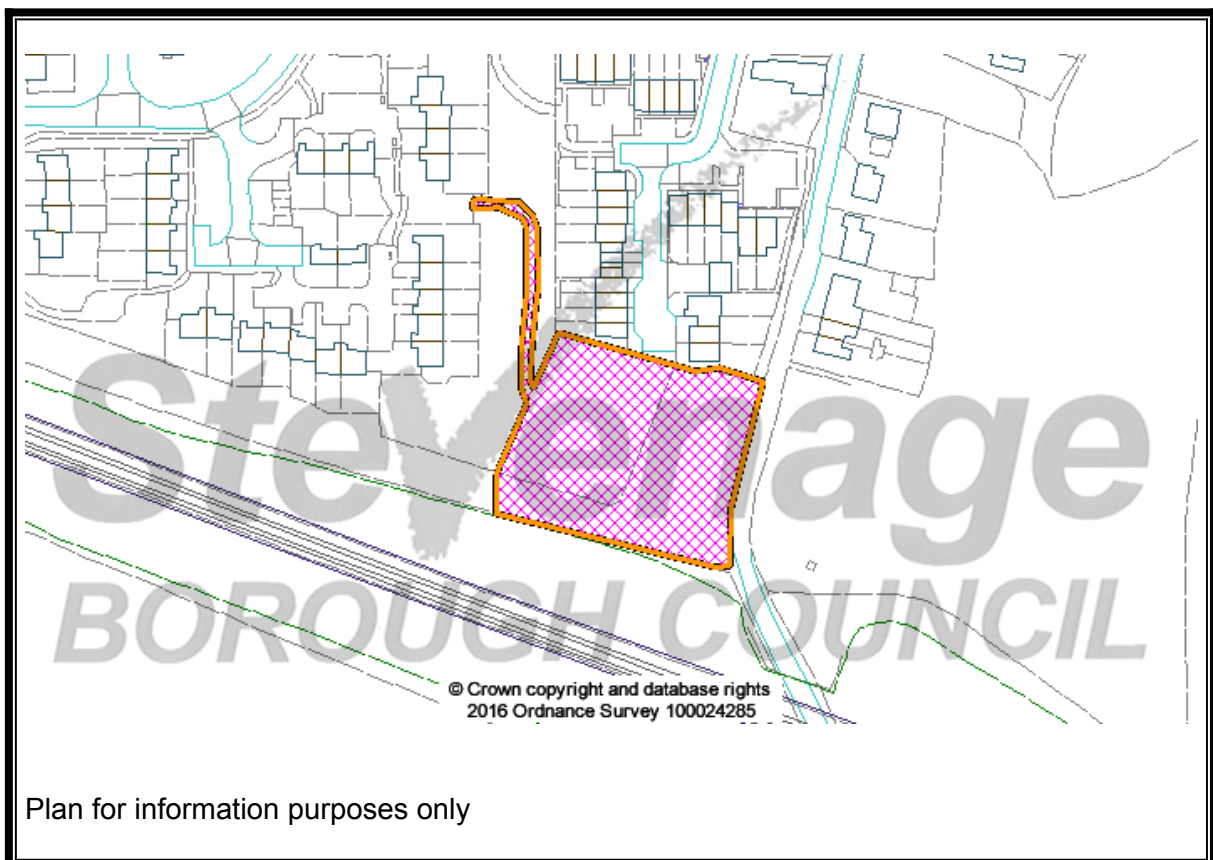 Stevenage
BOROUGH COUNCIL
© Crown copyright and database rights
2016 Ordnance Survey 100024285
Plan for information purposes only